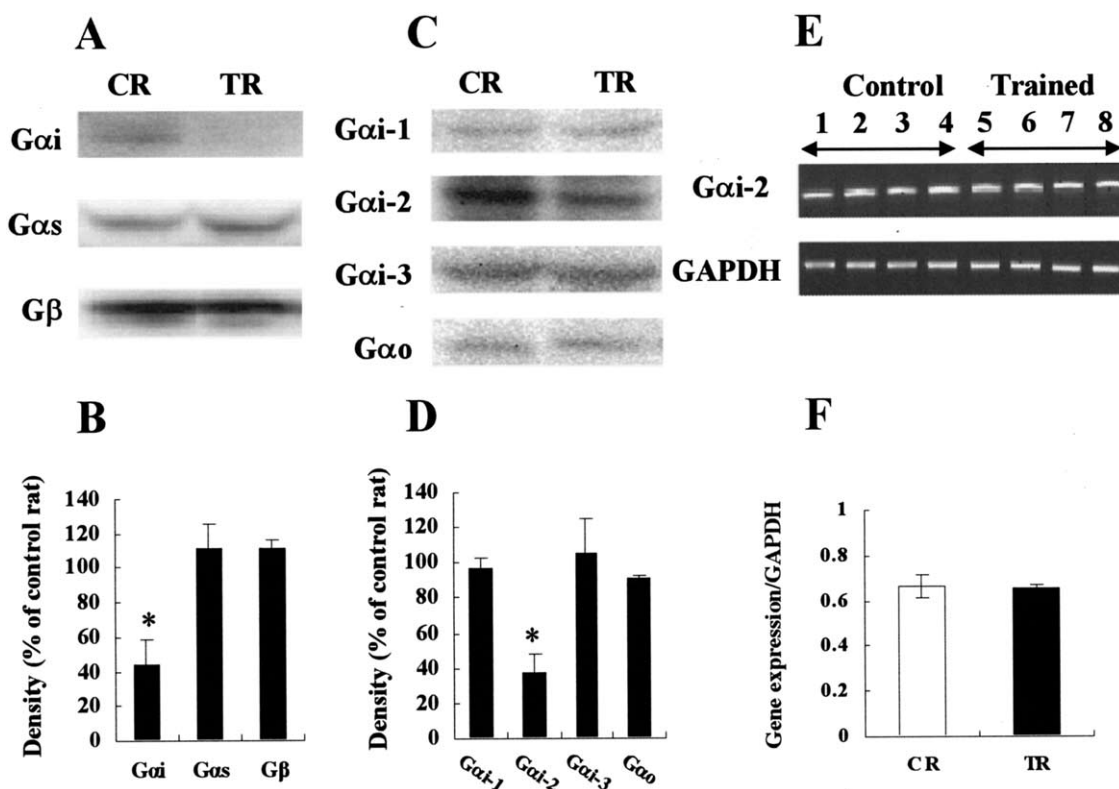 A
CR TR
Gαi
Gαs
Gβ
C
CR TR
Gαi-1
Gαi-2
Gαi-3
Gαo
E
Control Trained
1 2 3 4 5 6 7 8
Gαi-2
GAPDH
B
Density (% of control rat)
140
120
100
80
60
40
20
0
*
Gαi Gαs Gβ
D
Density (% of control rat)
140
120
100
80
60
40
20
0
*
Gαi-1 Gαi-2 Gαi-3 Gαo
F
Gene expression/GAPDH
1
0.8
0.6
0.4
0.2
0
CR TR